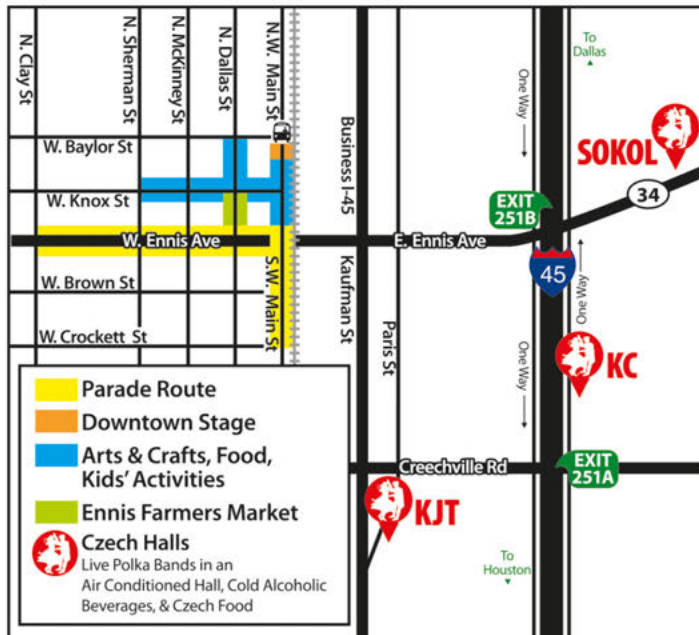 N. Clay St
N. Sherman St
N. McKinney St
N. Dallas St
N.W. Main St
Business I-45
One Way
To
Dallas
SOKOL
W. Baylor St
34
W. Knox St
EXIT
251B
W. Ennis Ave
E. Ennis Ave
45
One Way
W. Brown St
S.W. Main St
Kaufman St
Paris St
W. Crockett St
One Way
KC
Parade Route
Downtown Stage
Arts & Crafts, Food,
Kids' Activities
Ennis Farmers Market
Czech Halls
Live Polka Bands in an
Air Conditioned Hall, Cold Alcoholic
Beverages, & Czech Food
Creechville Rd
EXIT
251A
KJT
To
Houston